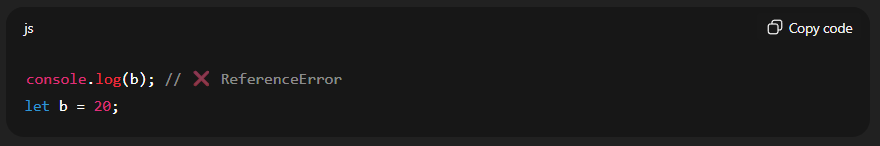 js
Copy code
console.log(b); // ❌ ReferenceError
let b = 20;